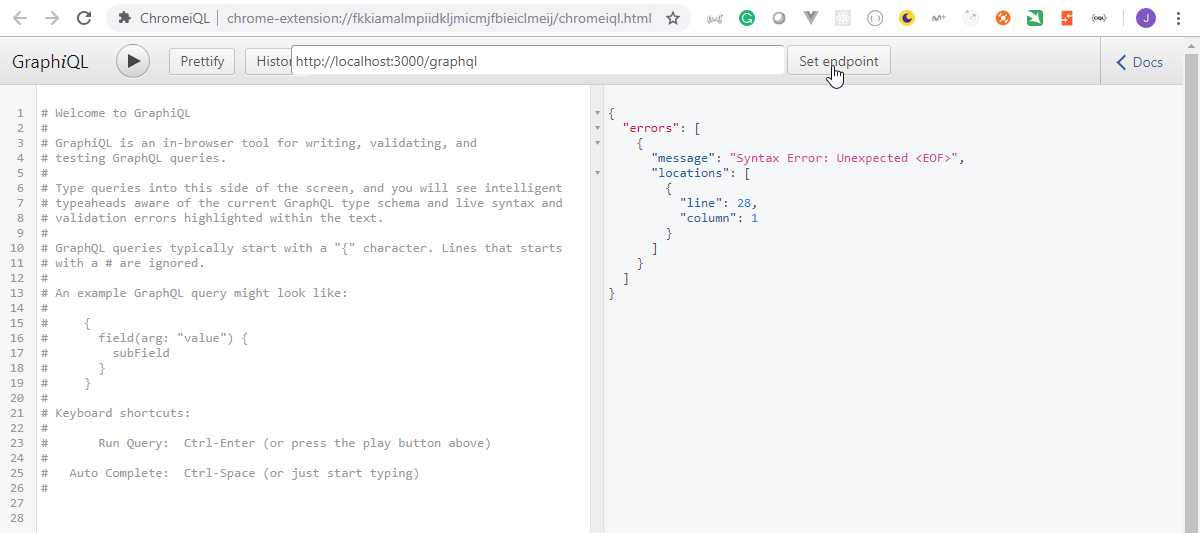 ChromeiQL | chrome-extension://fkkiamalmpiidkljmicmjfbieiclmeij/chromeiql.html
J
GraphiQL Prettify Histor http://localhost:3000/graphql Set endpoint Docs
1 # Welcome to GraphiQL
2 #
3 # GraphiQL is an in-browser tool for writing, validating, and
4 # testing GraphQL queries.
5 #
6 # Type queries into this side of the screen, and you will see intelligent
7 # typeaheads aware of the current GraphQL type schema and live syntax and
8 # validation errors highlighted within the text.
9 #
10 # GraphQL queries typically start with a "{" character. Lines that starts
11 # with a # are ignored.
12 #
13 # An example GraphQL query might look like:
14 #
15 #     {
16 #       field(arg: "value") {
17 #         subField
18 #       }
19 #     }
20 #
21 # Keyboard shortcuts:
22 #
23 #       Run Query:  Ctrl-Enter (or press the play button above)
24 #
25 #   Auto Complete:  Ctrl-Space (or just start typing)
26 #
27
28
{
  "errors": [
    {
      "message": "Syntax Error: Unexpected <EOF>",
      "locations": [
        {
          "line": 28,
          "column": 1
        }
      ]
    }
  ]
}